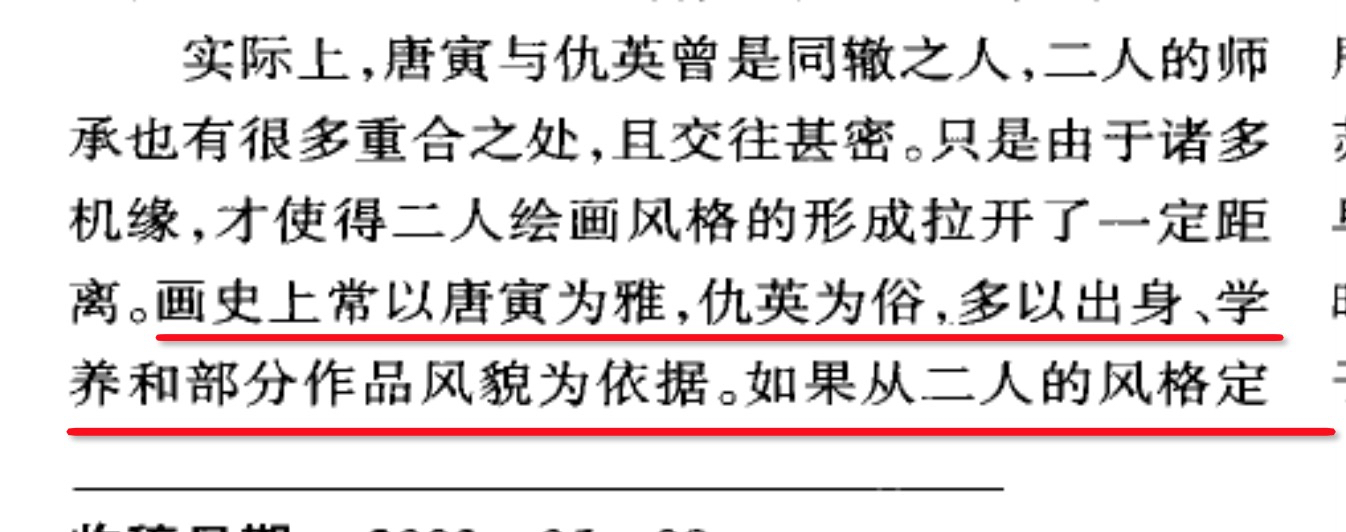 实际上,唐寅与仇英曾是同辙之人,二人的师
承也有很多重合之处,且交往甚密。只是由于诸多
机缘,才使得二人绘画风格的形成拉开了一定距
离。画史上常以唐寅为雅,仇英为俗,多以出身、学
养和部分作品风貌为依据。如果从二人的风格定